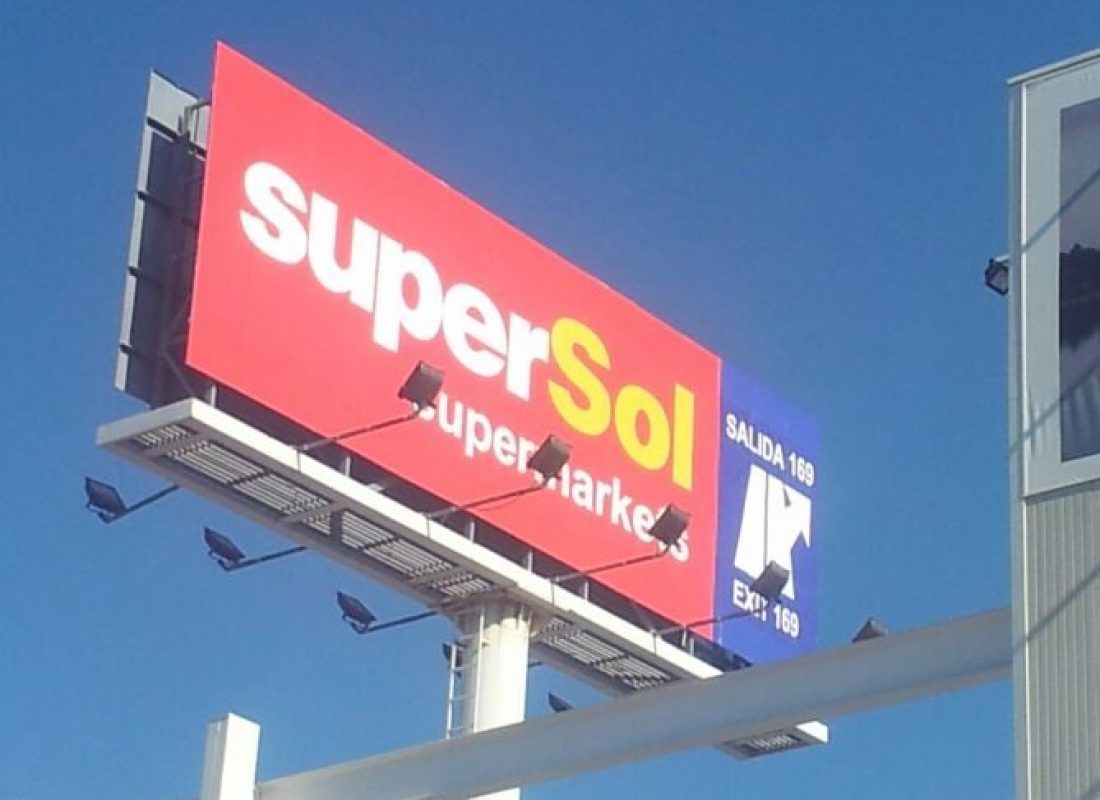 superSol
supermarkets
SALIDA 169
EXIT 169